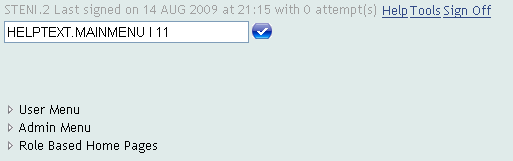 STENI.2 Last signed on 14 AUG 2009 at 21:15 with 0 attempt(s) Help Tools Sign Off
HELPTEXT.MAINMENU I 11
User Menu
Admin Menu
Role Based Home Pages